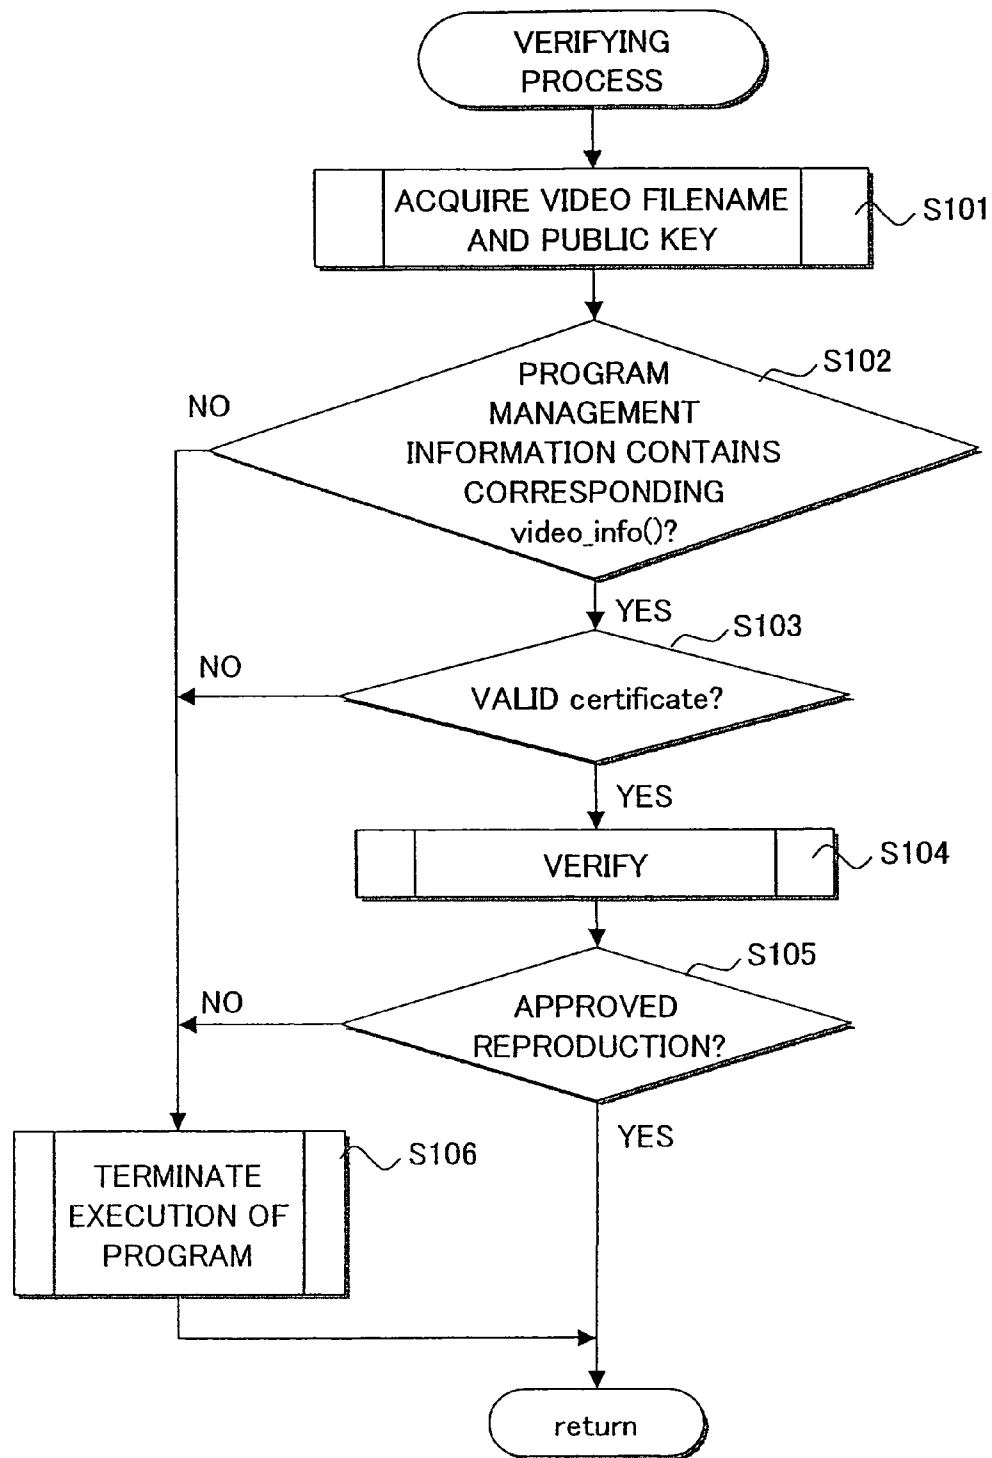 VERIFYING
PROCESS
ACQUIRE VIDEO FILENAME
AND PUBLIC KEY
S101
S102
PROGRAM
MANAGEMENT
INFORMATION CONTAINS
CORRESPONDING
video_info()?
NO
YES
S103
NO
VALID certificate?
YES
VERIFY
S104
S105
NO
APPROVED
REPRODUCTION?
YES
S106
TERMINATE
EXECUTION OF
PROGRAM
return